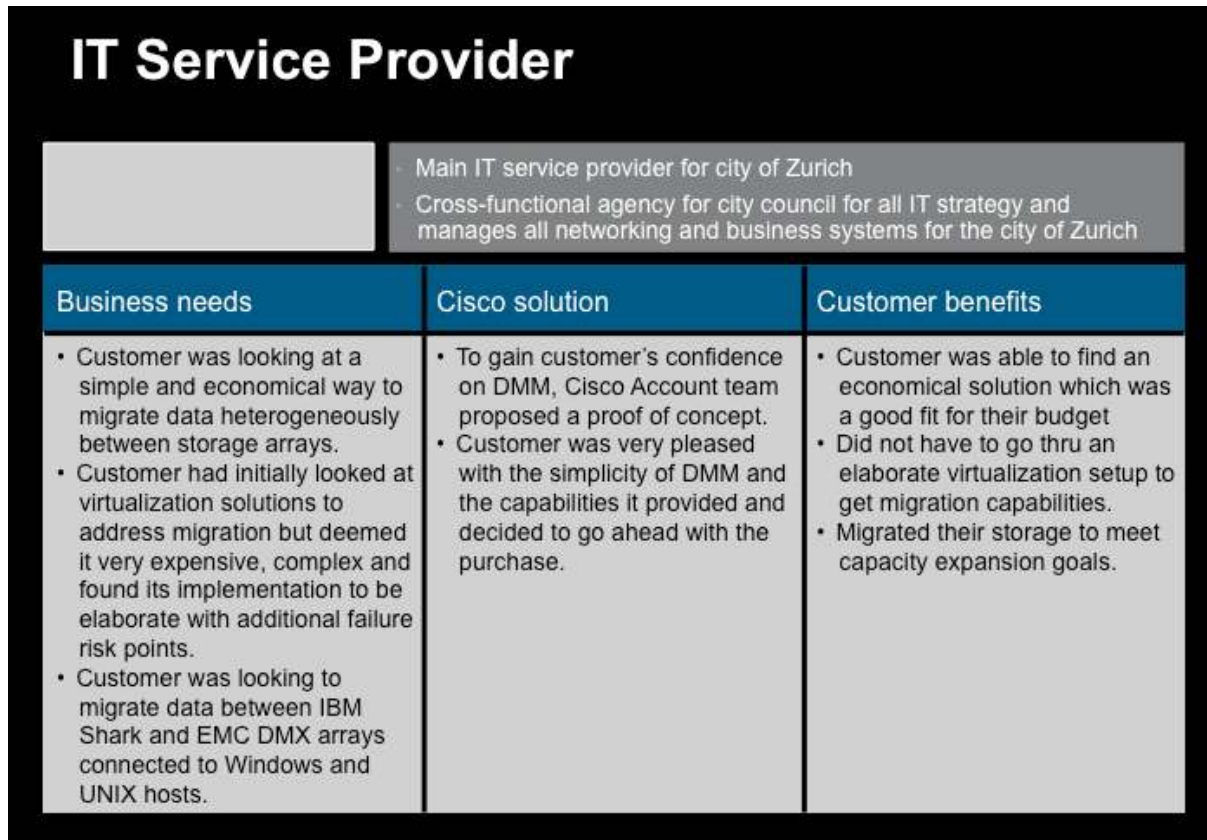 IT Service Provider
· Main IT service provider for city of Zurich
· Cross-functional agency for city council for all IT strategy and
manages all networking and business systems for the city of Zurich
Business needs
• Customer was looking at a
simple and economical way to
migrate data heterogeneously
between storage arrays.
• Customer had initially looked at
virtualization solutions to
address migration but deemed
it very expensive, complex and
found its implementation to be
elaborate with additional failure
risk points.
• Customer was looking to
migrate data between IBM
Shark and EMC DMX arrays
connected to Windows and
UNIX hosts.
Cisco solution
• To gain customer's confidence
on DMM, Cisco Account team
proposed a proof of concept.
• Customer was very pleased
with the simplicity of DMM and
the capabilities it provided and
decided to go ahead with the
purchase.
Customer benefits
• Customer was able to find an
economical solution which was
a good fit for their budget
• Did not have to go thru an
elaborate virtualization setup to
get migration capabilities.
• Migrated their storage to meet
capacity expansion goals.